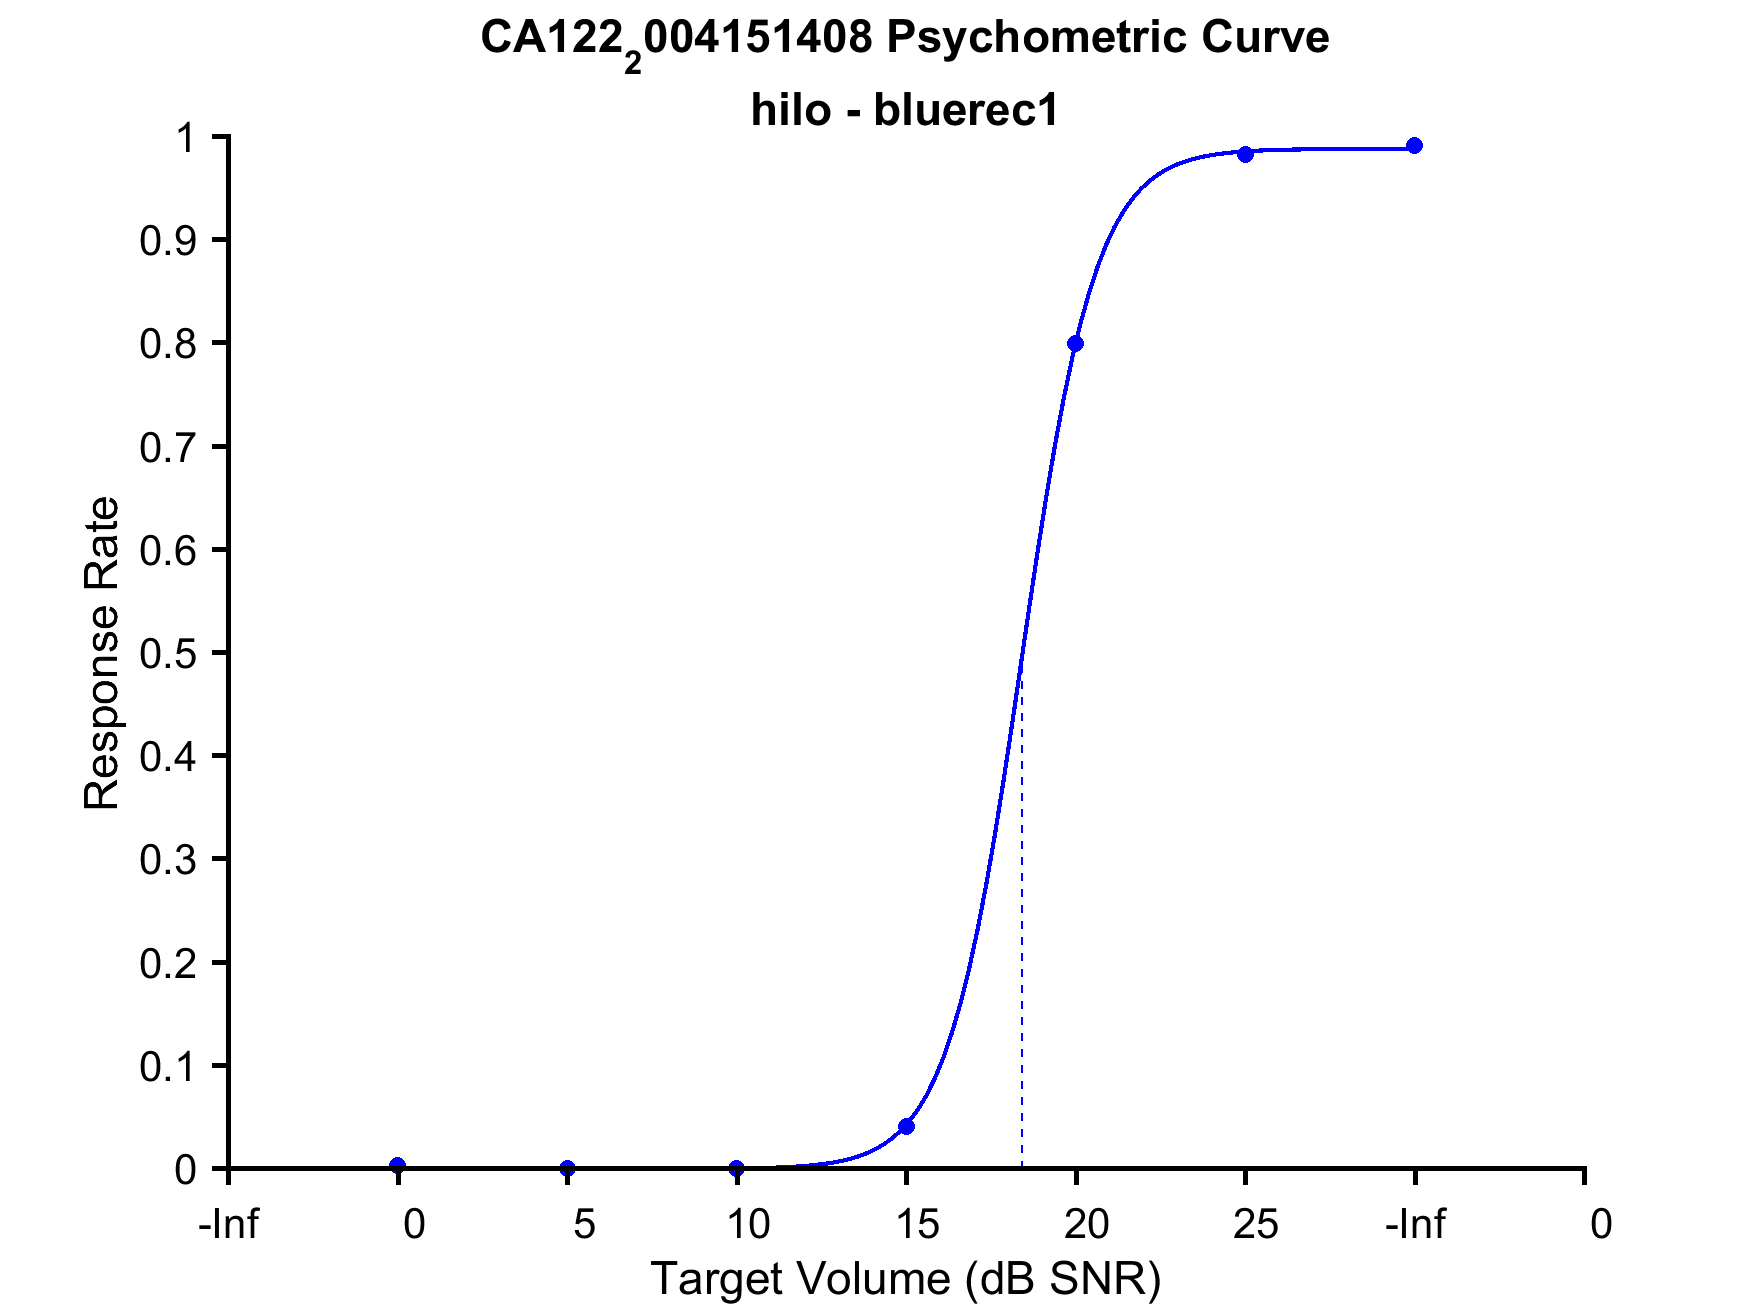 CA122₂004151408 Psychometric Curve
hilo - bluerec1
1
0.9
0.8
0.7
0.6
0.5
0.4
0.3
0.2
0.1
0
Response Rate
-Inf 0 5 10 15 20 25 -Inf 0
Target Volume (dB SNR)